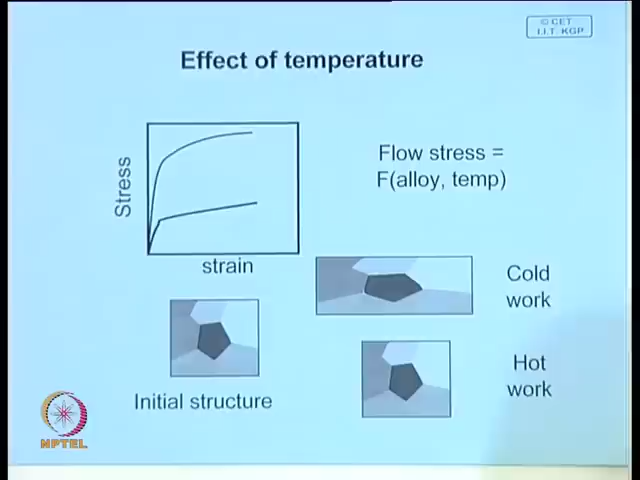 © CET
I.I.T. KGP
Effect of temperature
Stress
Flow stress =
F(alloy, temp)
strain
Cold
work
Initial structure
Hot
work
NPTEL